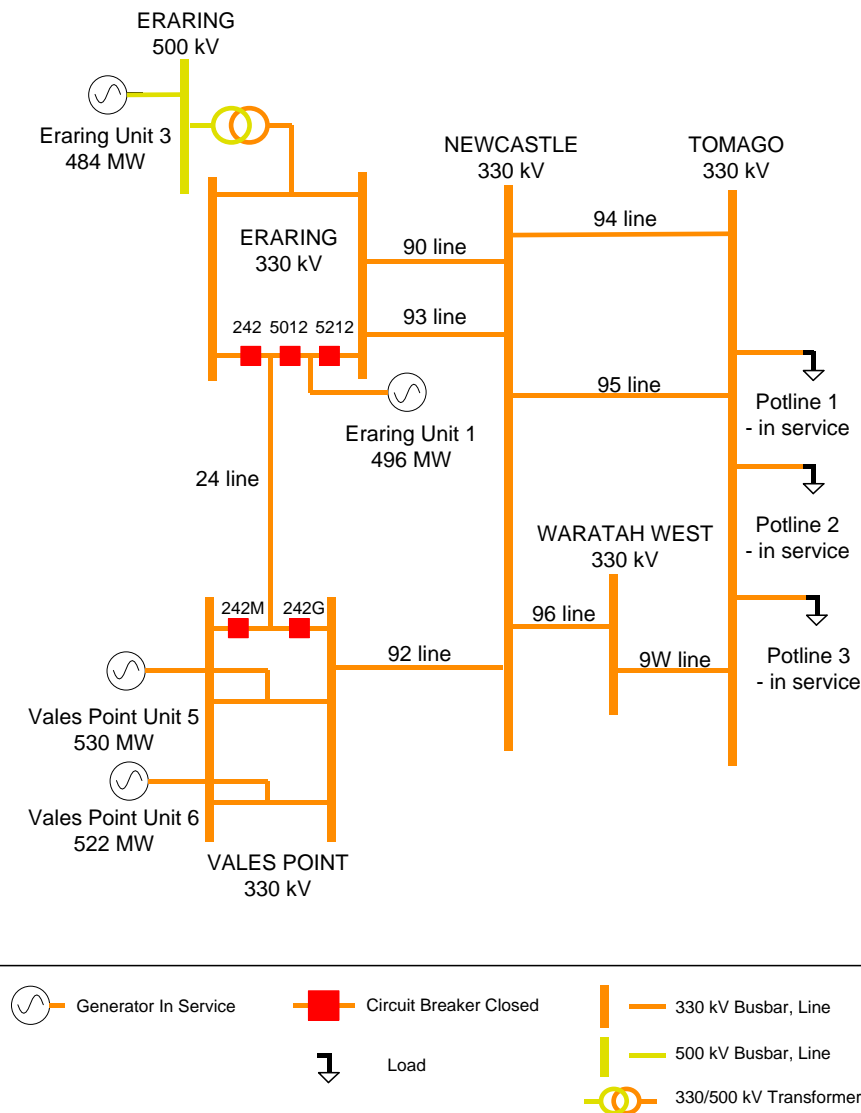 ERARING
500 kV
Eraring Unit 3
484 MW
NEWCASTLE
330 kV
TOMAGO
330 kV
94 line
ERARING
330 kV
90 line
93 line
242
5012
5212
95 line
Potline 1
- in service
Eraring Unit 1
496 MW
24 line
Potline 2
- in service
WARATAH WEST
330 kV
242M
242G
96 line
92 line
9W line
Potline 3
- in service
Vales Point Unit 5
530 MW
Vales Point Unit 6
522 MW
VALES POINT
330 kV
Generator In Service
Circuit Breaker Closed
330 kV Busbar, Line
Load
500 kV Busbar, Line
330/500 kV Transformer